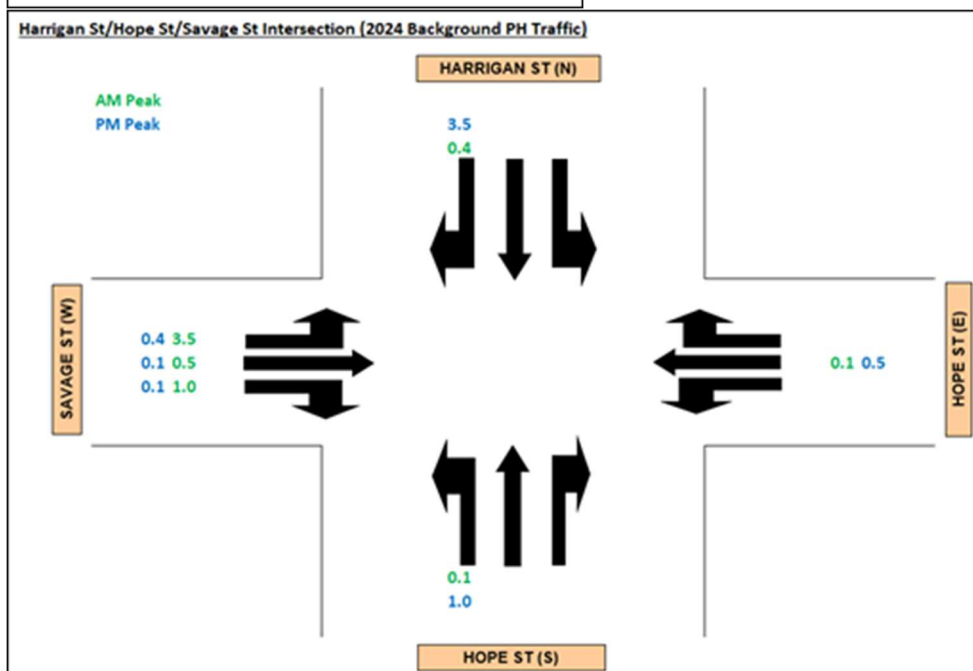 Harrigan St/Hope St/Savage St Intersection (2024 Background PH Traffic)
HARRIGAN ST (N)
AM Peak
PM Peak
3.5
0.4
SAVAGE ST (W)
0.4 3.5
0.1 0.5
0.1 1.0
0.1 0.5
HOPE ST (E)
0.1
1.0
HOPE ST (S)